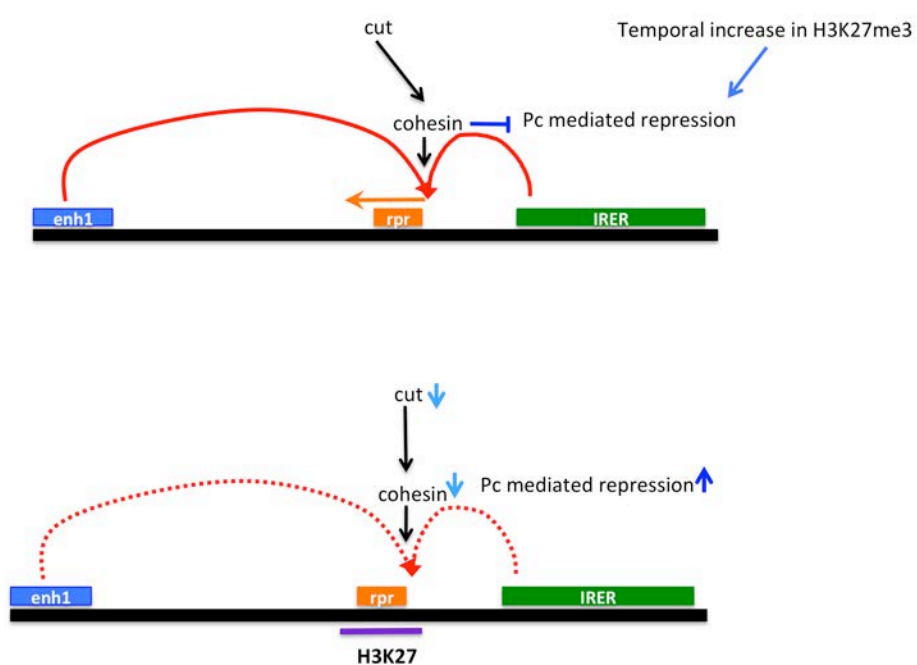 cut
Temporal increase in H3K27me3
cohesin
Pc mediated repression
enh1
rpr
IRER
cut
cohesin
Pc mediated repression
enh1
rpr
IRER
H3K27